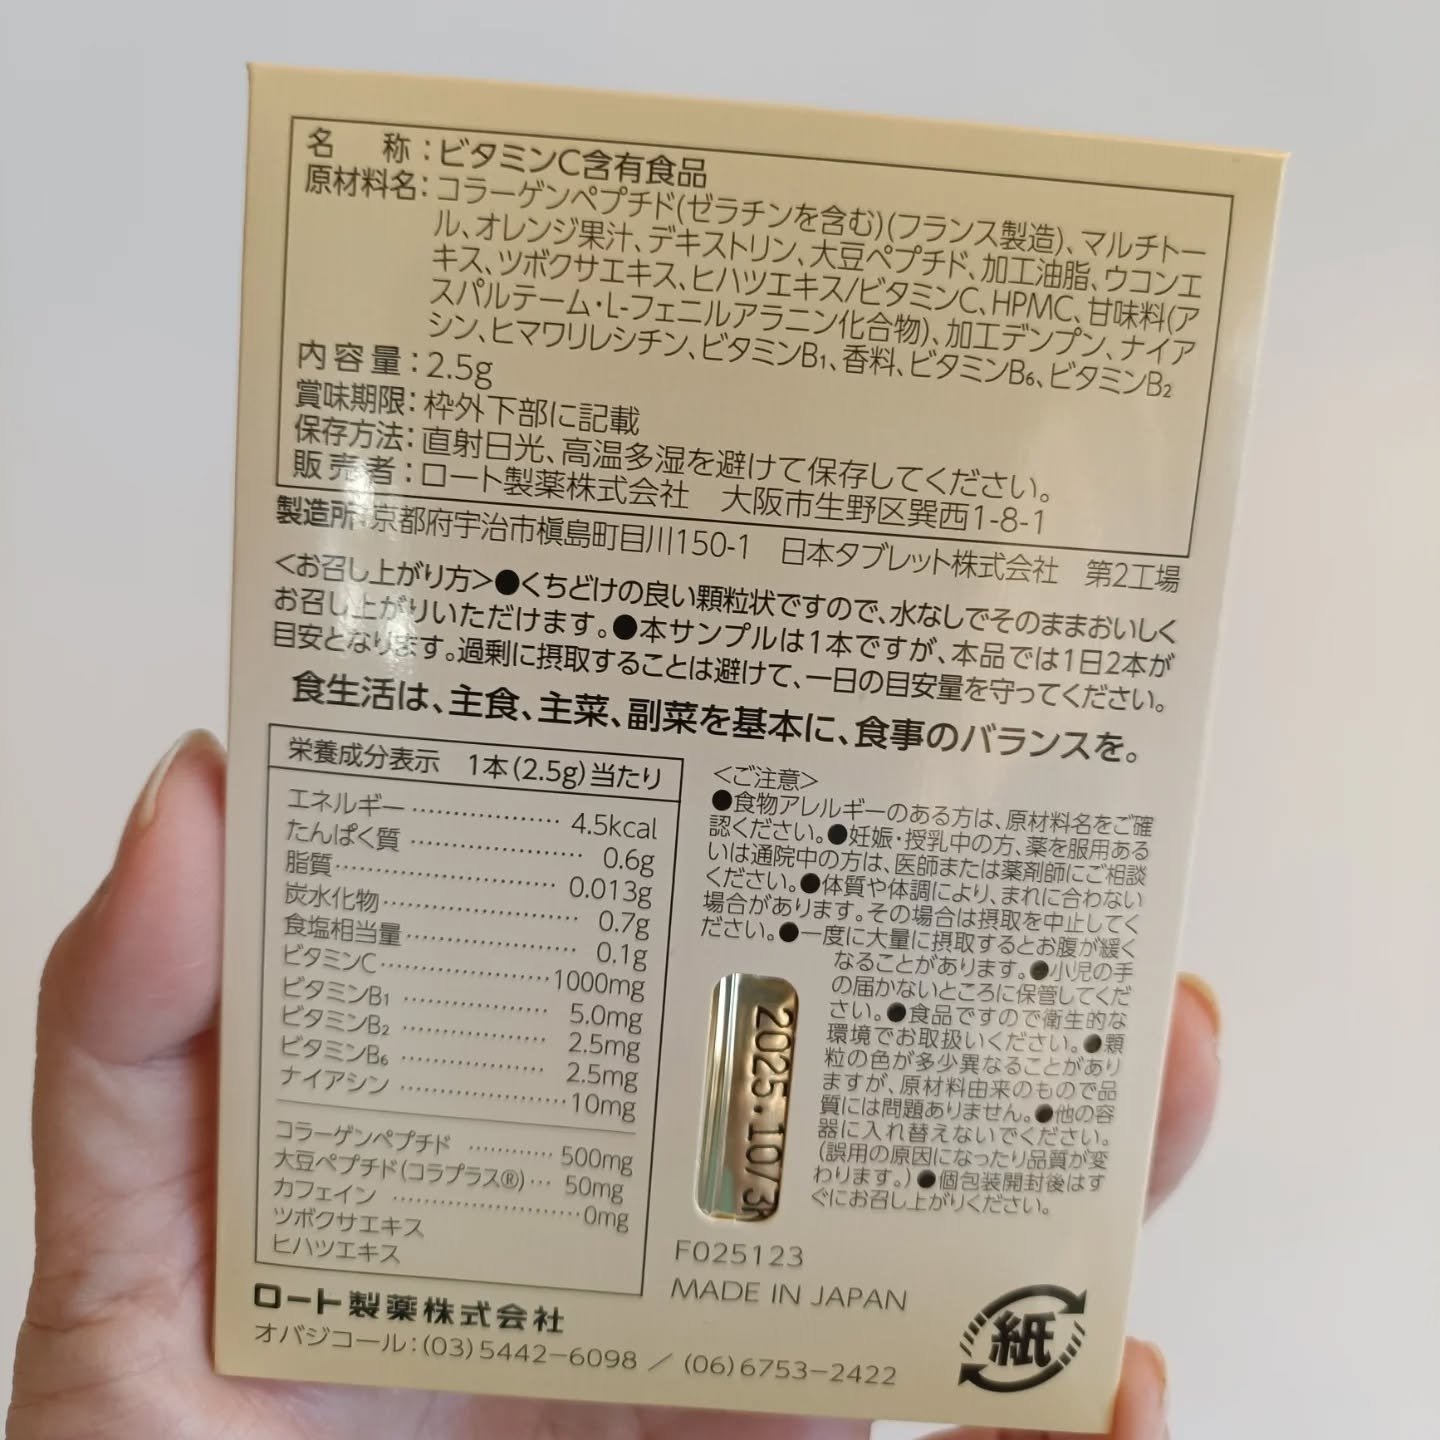 名　称：ビタミンC含有食品
原材料名：コラーゲンペプチド(ゼラチンを含む)(フランス製造)、マルチトー
ル、オレンジ果汁、デキストリン、大豆ペプチド、加工油脂、ウコンエ
キス、ツボクサエキス、ヒハツエキス/ビタミンC、HPMC、甘味料(ア
スパルテーム・L-フェニルアラニン化合物)、加工デンプン、ナイア
シン、ヒマワリレシチン、ビタミンB₁、香料、ビタミンB₆、ビタミンB₂
内容量：2.5g
賞味期限：枠外下部に記載
保存方法：直射日光、高温多湿を避けて保存してください。
販売者：ロート製薬株式会社　大阪市生野区巽西1-8-1
製造所：京都府宇治市槇島町目川150-1　日本タブレット株式会社　第2工場
<お召し上がり方>●くちどけの良い顆粒状ですので、水なしでそのままおいしく
お召し上がりいただけます。●本サンプルは1本ですが、本品では1日2本が
目安となります。過剰に摂取することは避けて、一日の目安量を守ってください。
食生活は、主食、主菜、副菜を基本に、食事のバランスを。
栄養成分表示　1本(2.5g)当たり
エネルギー………………4.5kcal
たんぱく質………………0.6g
脂質………………0.013g
炭水化物………………0.7g
食塩相当量………………0.1g
ビタミンC………………1000mg
ビタミンB₁………………5.0mg
ビタミンB₂………………2.5mg
ビタミンB₆………………2.5mg
ナイアシン………………10mg
コラーゲンペプチド…………500mg
大豆ペプチド(コラプラス®)…50mg
カフェイン………………0mg
ツボクサエキス
ヒハツエキス
<ご注意>
●食物アレルギーのある方は、原材料名をご確
認ください。●妊娠・授乳中の方、薬を服用ある
いは通院中の方は、医師または薬剤師にご相談
ください。●体質や体調により、まれに合わない
場合があります。その場合は摂取を中止してく
ださい。●一度に大量に摂取するとお腹が緩く
なることがあります。●小児の手
の届かないところに保管してくだ
さい。●食品ですので衛生的な
環境でお取扱いください。●顆
粒の色が多少異なることがあり
ますが、原材料由来のもので品
質には問題ありません。●他の容
器に入れ替えないでください。
(誤用の原因になったり品質が変
わります。)●個包装開封後はす
ぐにお召し上がりください。
2025.10/3
F025123
MADE IN JAPAN
ロート製薬株式会社
オバジコール：(03)5442−6098 ／ (06)6753−2422
紙